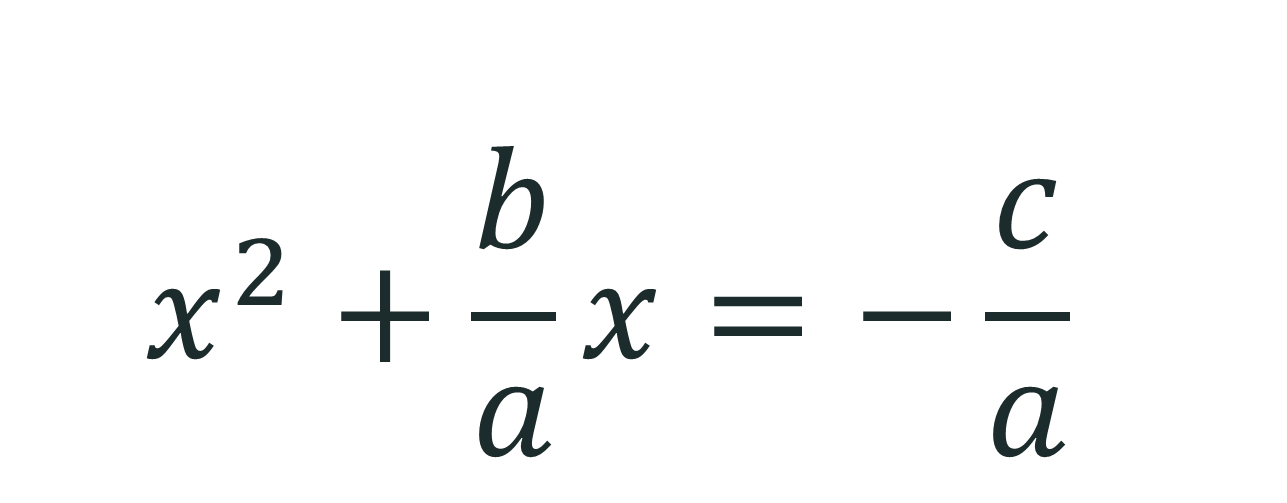 x² + b/a x = − c/a